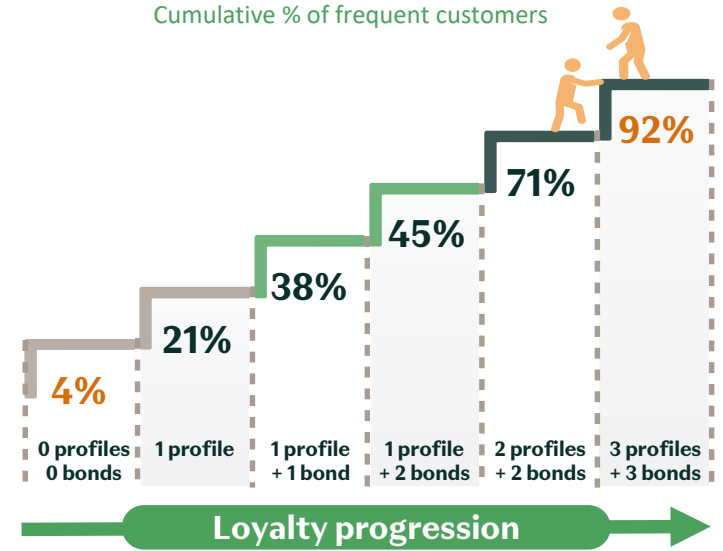 Cumulative % of frequent customers
4%
21%
38%
45%
71%
92%
0 profiles
0 bonds
1 profile
1 profile
+ 1 bond
1 profile
+ 2 bonds
2 profiles
+ 2 bonds
3 profiles
+ 3 bonds
Loyalty progression